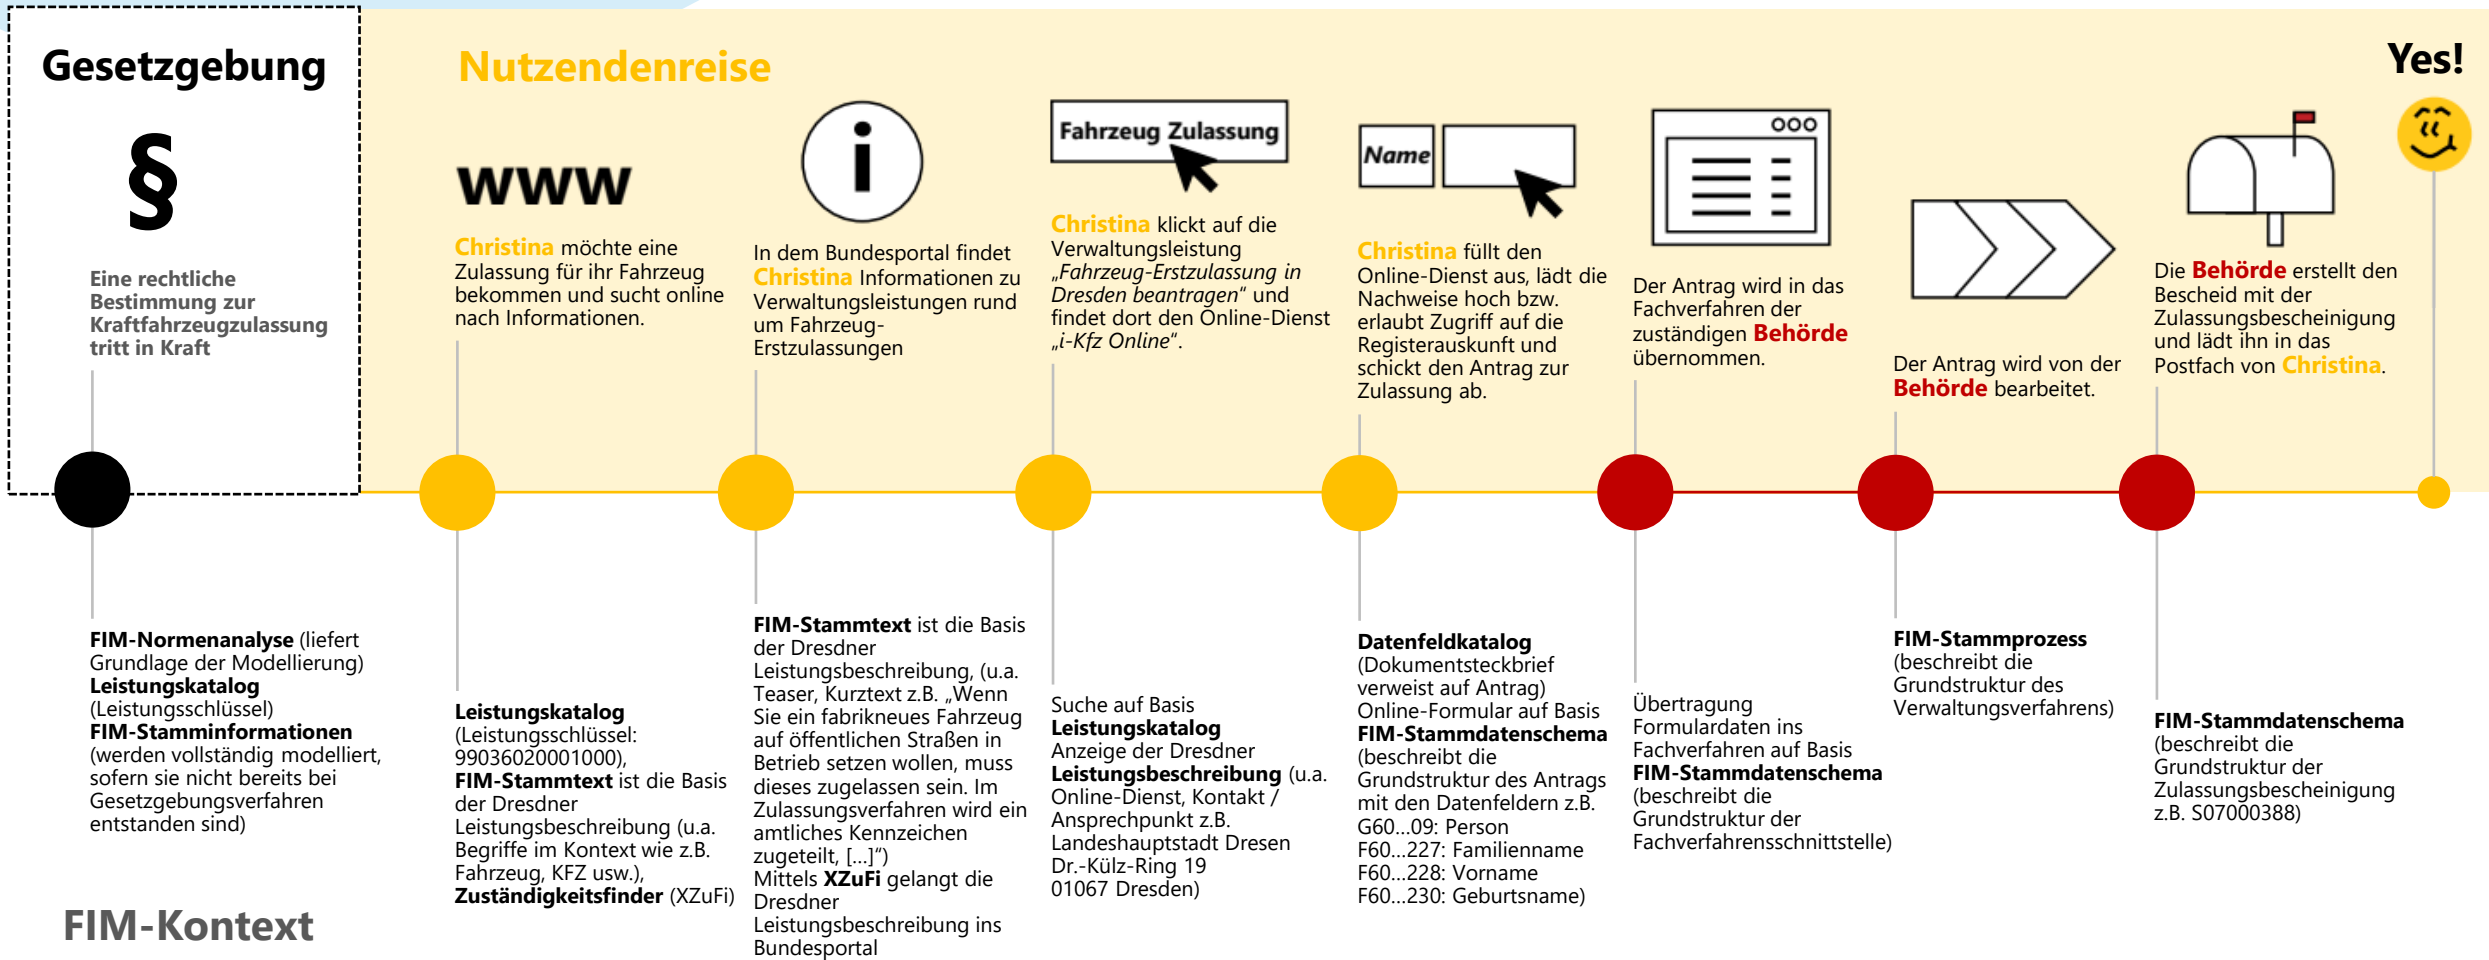 Gesetzgebung
§
Eine rechtliche
Bestimmung zur
Kraftfahrzeugzulassung
tritt in Kraft
Nutzendenreise
www
Christina möchte eine
Zulassung für ihr Fahrzeug
bekommen und sucht online
nach Informationen.
i
In dem Bundesportal findet
Christina Informationen zu
Verwaltungsleistungen rund
um Fahrzeug-
Erstzulassungen
Fahrzeug Zulassung
Christina klickt auf die
Verwaltungsleistung
„Fahrzeug-Erstzulassung in
Dresden beantragen“ und
findet dort den Online-Dienst
„i-Kfz Online“.
Name
Christina füllt den
Online-Dienst aus, lädt die
Nachweise hoch bzw.
erlaubt Zugriff auf die
Registerauskunft und
schickt den Antrag zur
Zulassung ab.
Der Antrag wird in das
Fachverfahren der
zuständigen Behörde
übernommen.
Der Antrag wird von der
Behörde bearbeitet.
Die Behörde erstellt den
Bescheid mit der
Zulassungsbescheinigung
und lädt ihn in das
Postfach von Christina.
Yes!
FIM-Normenanalyse (liefert
Grundlage der Modellierung)
Leistungskatalog
(Leistungsschlüssel)
FIM-Stamminformationen
(werden vollständig modelliert,
sofern sie nicht bereits bei
Gesetzgebungsverfahren
entstanden sind)
Leistungskatalog
(Leistungsschlüssel:
99036020001000),
FIM-Stammtext ist die Basis
der Dresdner
Leistungsbeschreibung (u.a.
Begriffe im Kontext wie z.B.
Fahrzeug, KFZ usw.),
Zuständigkeitsfinder (XZuFi)
FIM-Stammtext ist die Basis
der Dresdner
Leistungsbeschreibung, (u.a.
Teaser, Kurztext z.B. „Wenn
Sie ein fabrikneues Fahrzeug
auf öffentlichen Straßen in
Betrieb setzen wollen, muss
dieses zugelassen sein. Im
Zulassungsverfahren wird ein
amtliches Kennzeichen
zugeteilt, [...]“)
Mittels XZuFi gelangt die
Dresdner
Leistungsbeschreibung ins
Bundesportal
Suche auf Basis
Leistungskatalog
Anzeige der Dresdner
Leistungsbeschreibung (u.a.
Online-Dienst, Kontakt /
Ansprechpunkt z.B.
Landeshauptstadt Dresen
Dr.-Külz-Ring 19
01067 Dresden)
Datenfeldkatalog
(Dokumentsteckbrief
verweist auf Antrag)
Online-Formular auf Basis
FIM-Stammdatenschema
(beschreibt die
Grundstruktur des Antrags
mit den Datenfeldern z.B.
G60...09: Person
F60...227: Familienname
F60...228: Vorname
F60...230: Geburtsname)
Übertragung
Formulardaten ins
Fachverfahren auf Basis
FIM-Stammdatenschema
(beschreibt die
Grundstruktur der
Fachverfahrensschnittstelle)
FIM-Stammprozess
(beschreibt die
Grundstruktur des
Verwaltungsverfahrens)
FIM-Stammdatenschema
(beschreibt die
Grundstruktur der
Zulassungsbescheinigung
z.B. S07000388)
FIM-Kontext